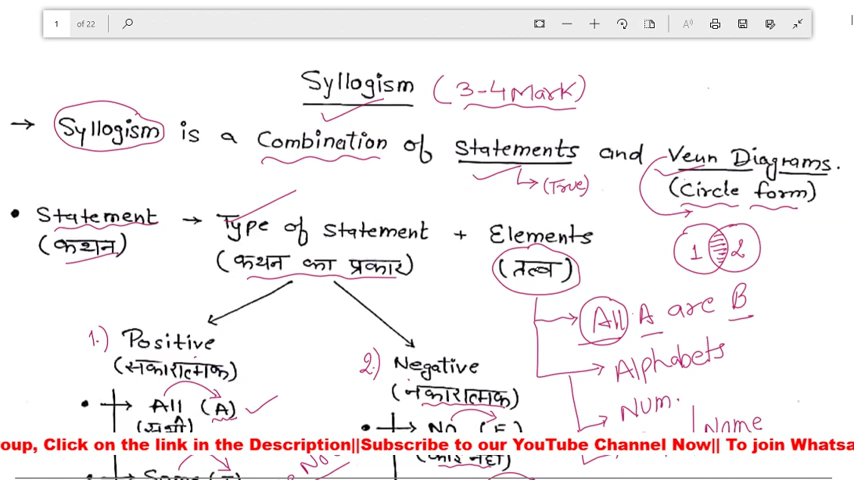 1 of 22
Syllogism (3-4 Mark)
→ Syllogism is a Combination of Statements and Venn Diagrams.
→ (True) (Circle form)
• Statement → Type of Statement + Elements
(कथन) (कथन का प्रकार) (तत्व)
1 2
All A are B
1.) Positive
(सकारात्मक)
2.) Negative
(नकारात्मक)
Alphabets
• → All (A)
(सभी)
Num.
Name
• → No (E)
oup, Click on the link in the Description||Subscribe to our YouTube Channel Now|| To join Whatsa
• → Some (I)